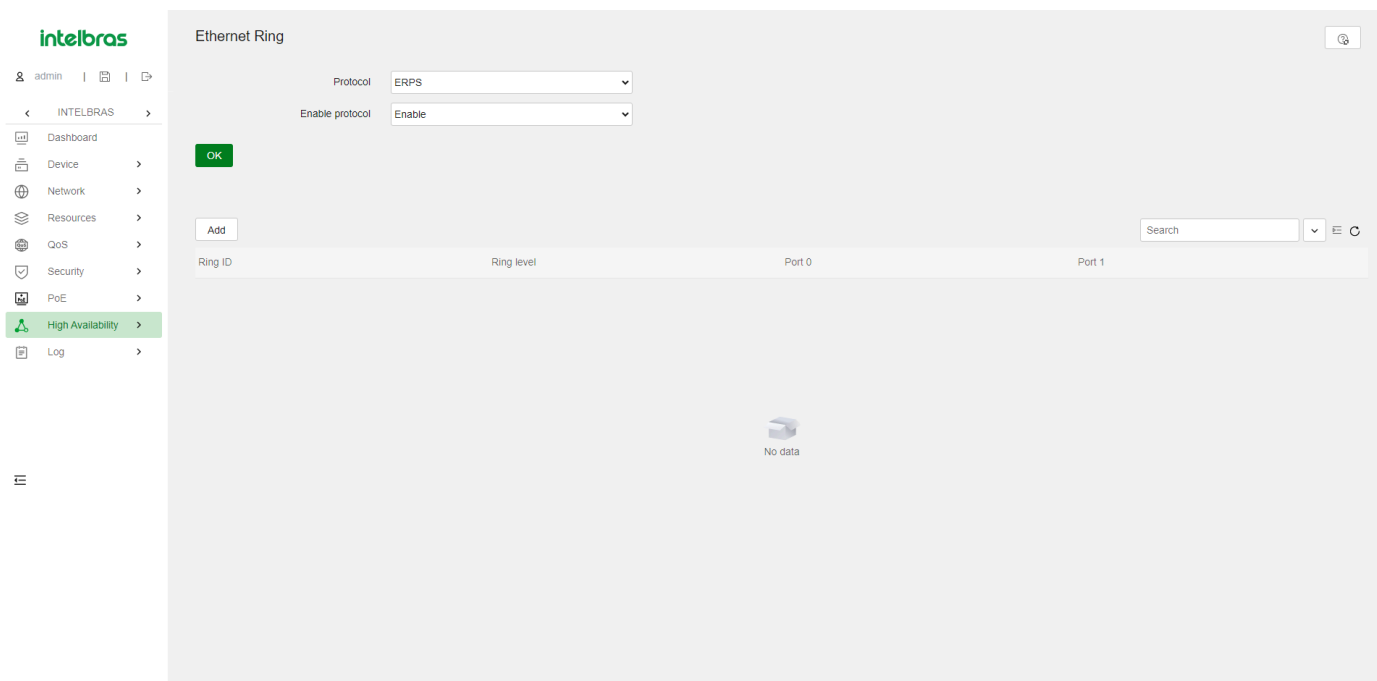 intelbras
admin | |
INTELBRAS
Dashboard
Device
Network
Resources
QoS
Security
PoE
High Availability
Log
Ethernet Ring
Protocol ERPS
Enable protocol Enable
OK
Add Search
Ring ID Ring level Port 0 Port 1
No data